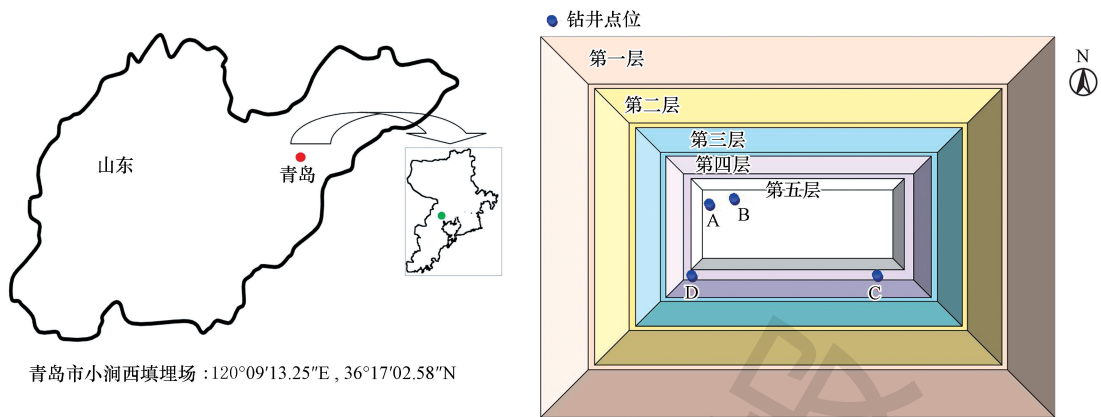 山东
青岛
青岛市小涧西填埋场 :120°09′13.25″E , 36°17′02.58″N
钻井点位
N
第一层
第二层
第三层
第四层
第五层
A
B
D
C